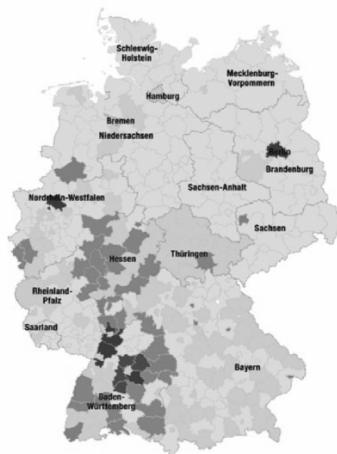 Schleswig-
Holstein
Mecklenburg-
Vorpommern
Hamburg
Bremen
Niedersachsen
Berlin
Brandenburg
Sachsen-Anhalt
Nordrhein-Westfalen
Sachsen
Thüringen
Hessen
Rheinland-
Pfalz
Saarland
Bayern
Baden-
Württemberg